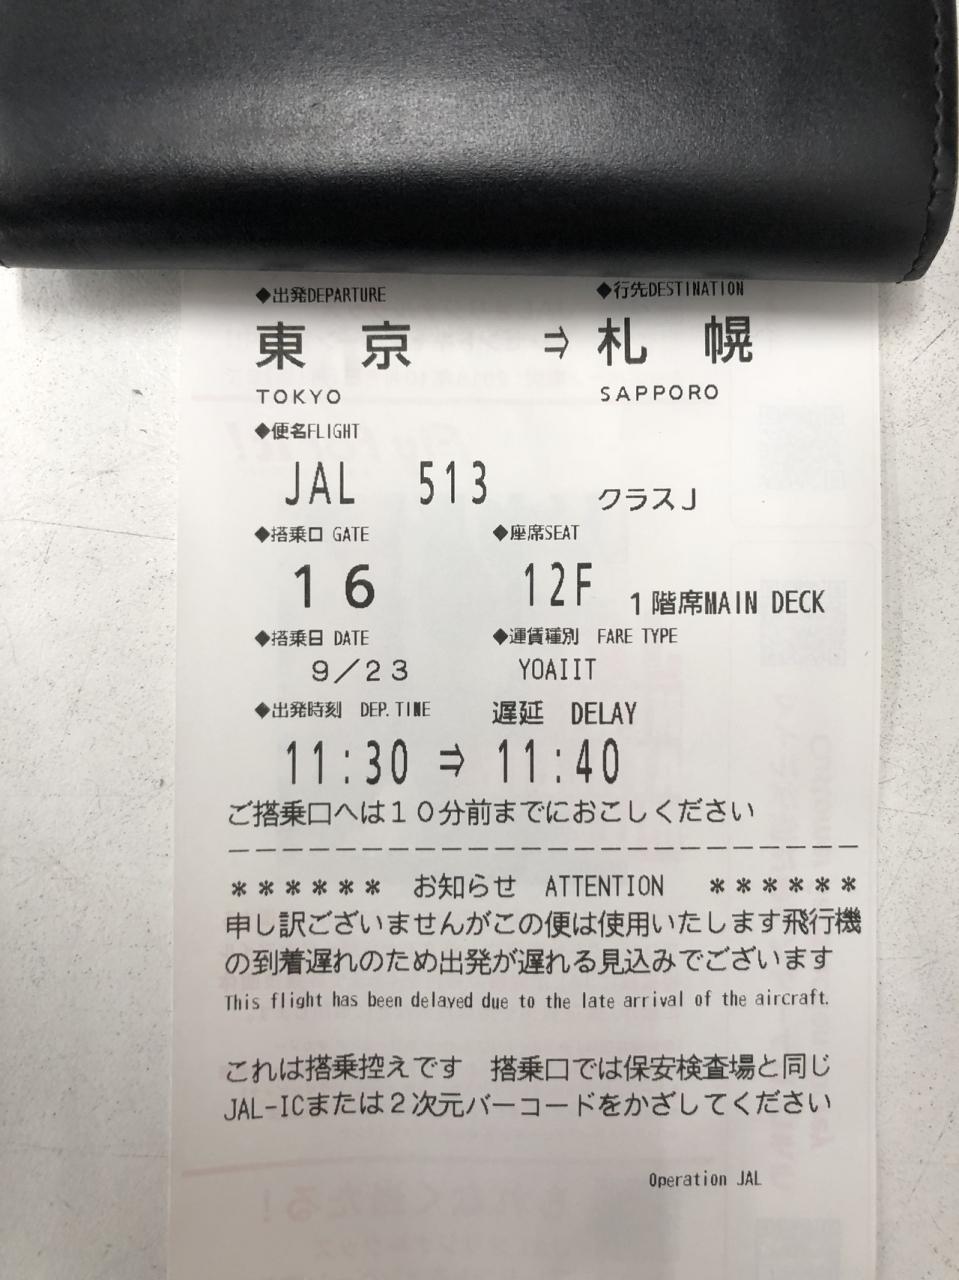 ◆出発DEPARTURE ◆行先DESTINATION
東 京 ⇒ 札 幌
TOKYO SAPPORO
◆便名FLIGHT
JAL 513 クラスJ
◆搭乗口 GATE ◆座席SEAT
16 12F 1階席MAIN DECK
◆搭乗日 DATE ◆運賃種別 FARE TYPE
9／23 YOAIIT
◆出発時刻 DEP.TIME 遅延 DELAY
11:30 ⇒ 11:40
ご搭乗口へは10分前までにおこしください
------------------------
＊＊＊＊＊＊ お知らせ ATTENTION ＊＊＊＊＊＊
申し訳ございませんがこの便は使用いたします飛行機
の到着遅れのため出発が遅れる見込みでございます
This flight has been delayed due to the late arrival of the aircraft.
これは搭乗控えです 搭乗口では保安検査場と同じ
JAL-ICまたは2次元バーコードをかざしてください
Operation JAL